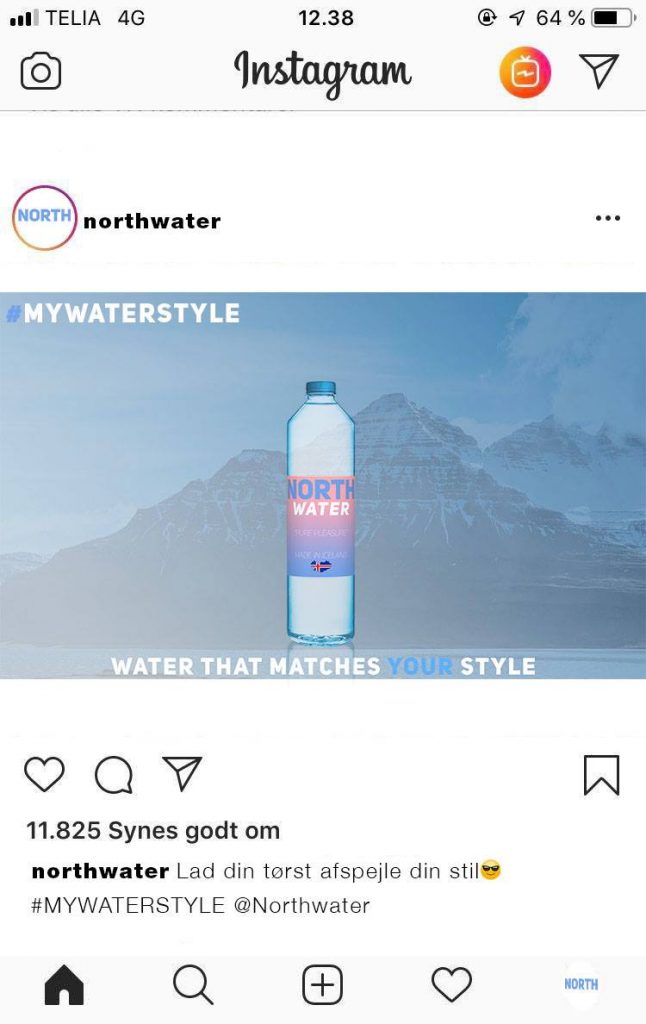 TELIA 4G 12.38 64 %
Instagram
NORTH northwater
#MYWATERSTYLE
NORTH
WATER
"PURE PLEASURE"
MADE IN ICELAND
WATER THAT MATCHES YOUR STYLE
11.825 Synes godt om
northwater Lad din tørst afspejle din stil😎
#MYWATERSTYLE @Northwater
NORTH